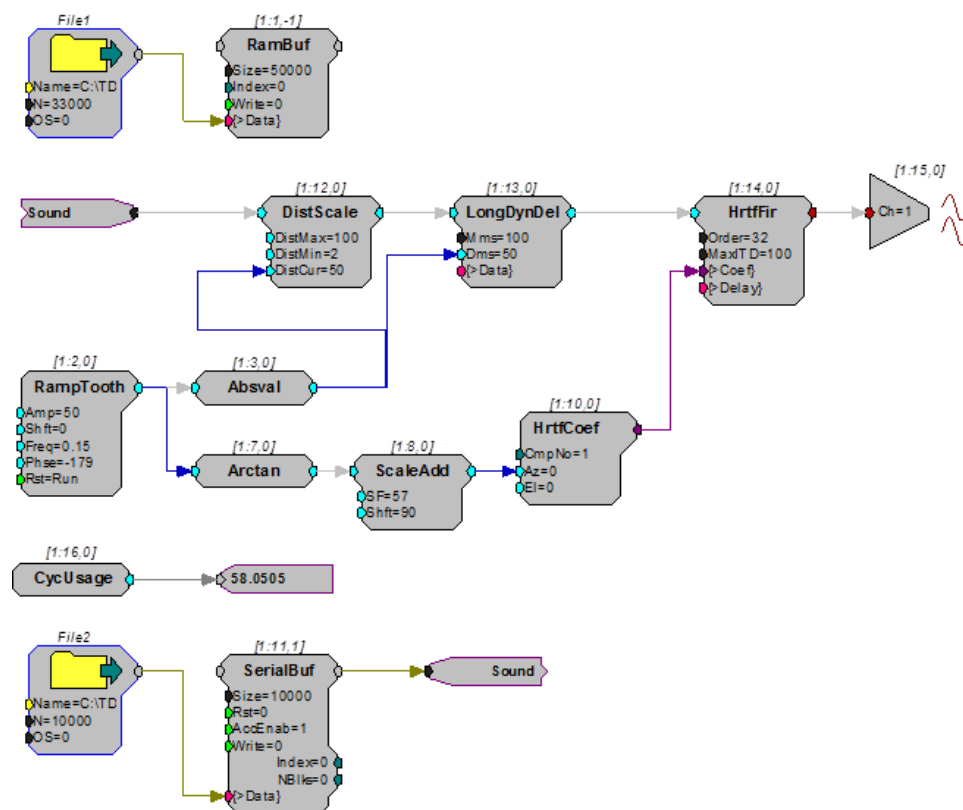 File1
Name=C:\TD
N=33000
OS=0
[1:1,-1]
RamBuf
Size=50000
Index=0
Write=0
{>Data}
Sound
[1:12,0]
DistScale
DistMax=100
DistMin=2
DistCur=50
[1:13,0]
LongDynDel
Mms=100
Dms=50
{>Data}
[1:14,0]
HrtfFir
Order=32
MaxITD=100
{>Coef}
{>Delay}
[1:15,0]
Ch=1
[1:2,0]
RampTooth
Amp=50
Shft=0
Freq=0.15
Phse=-179
Rst=Run
[1:3,0]
Absval
[1:7,0]
Arctan
[1:8,0]
ScaleAdd
SF=57
Shft=90
[1:10,0]
HrtfCoef
CmpNo=1
Az=0
El=0
[1:16,0]
CycUsage
58.0505
File2
Name=C:\TD
N=10000
OS=0
[1:11,1]
SerialBuf
Size=10000
Rst=0
AccEnab=1
Write=0
Index=0
NBlks=0
{>Data}
Sound